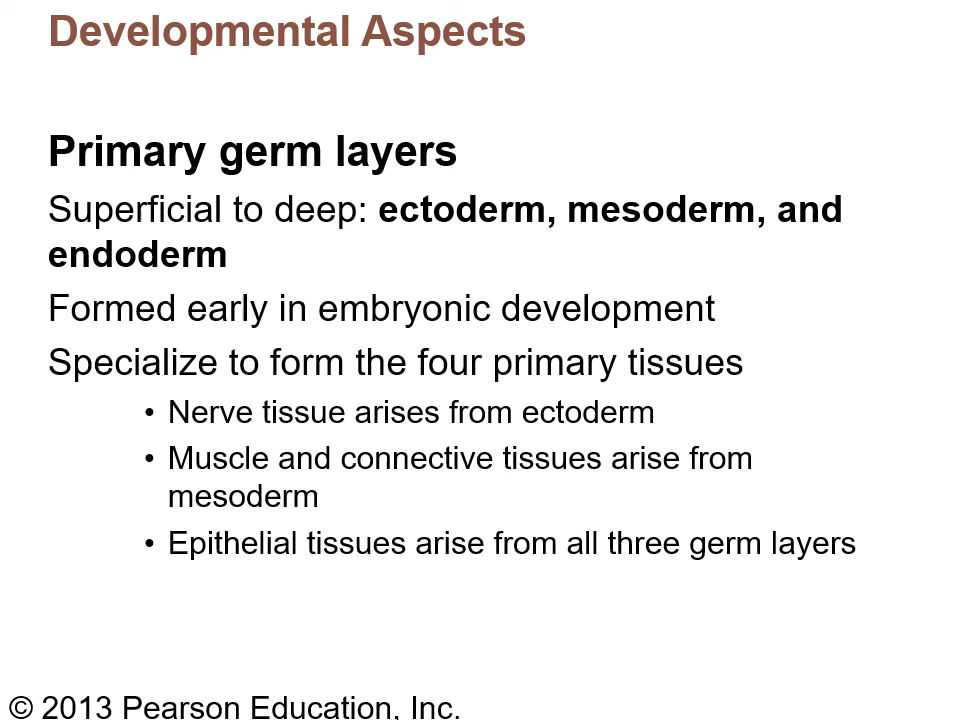 Developmental Aspects
Primary germ layers
Superficial to deep: ectoderm, mesoderm, and
endoderm
Formed early in embryonic development
Specialize to form the four primary tissues
• Nerve tissue arises from ectoderm
• Muscle and connective tissues arise from
mesoderm
• Epithelial tissues arise from all three germ layers
© 2013 Pearson Education, Inc.